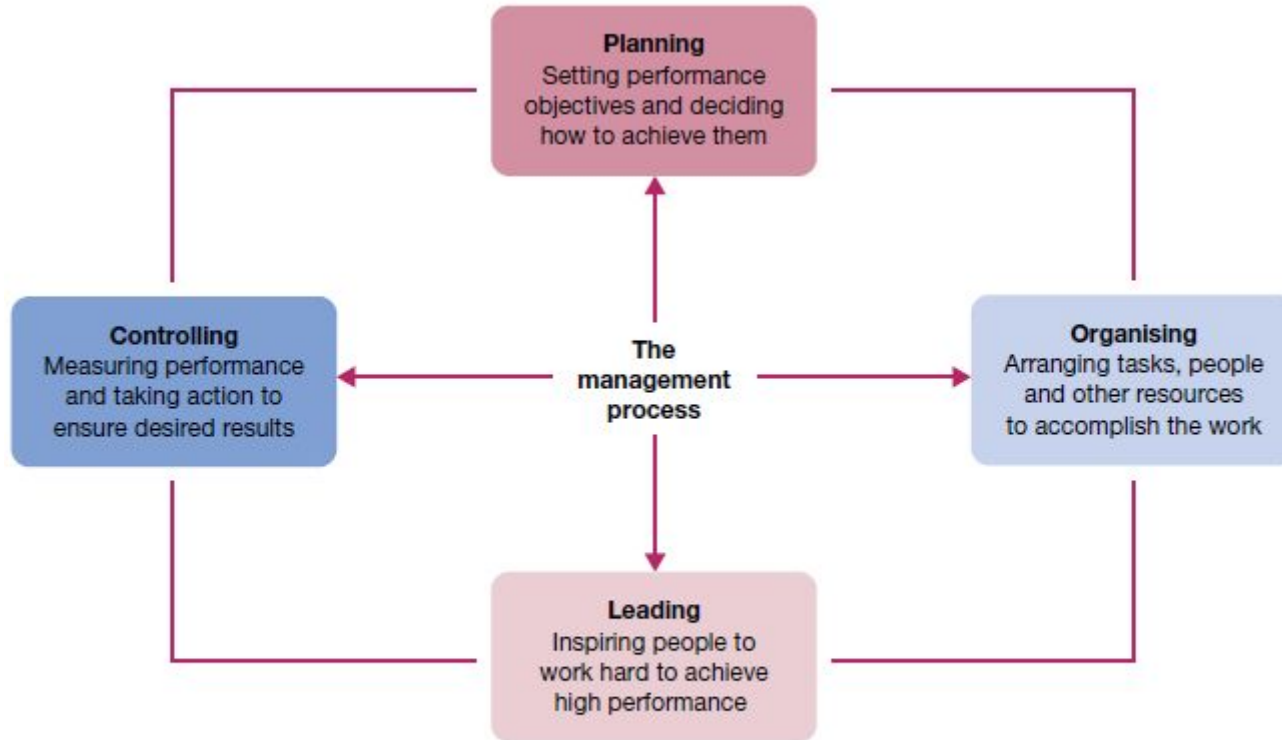 Planning
Setting performance
objectives and deciding
how to achieve them
Controlling
Measuring performance
and taking action to
ensure desired results
The
management
process
Organising
Arranging tasks, people
and other resources
to accomplish the work
Leading
Inspiring people to
work hard to achieve
high performance